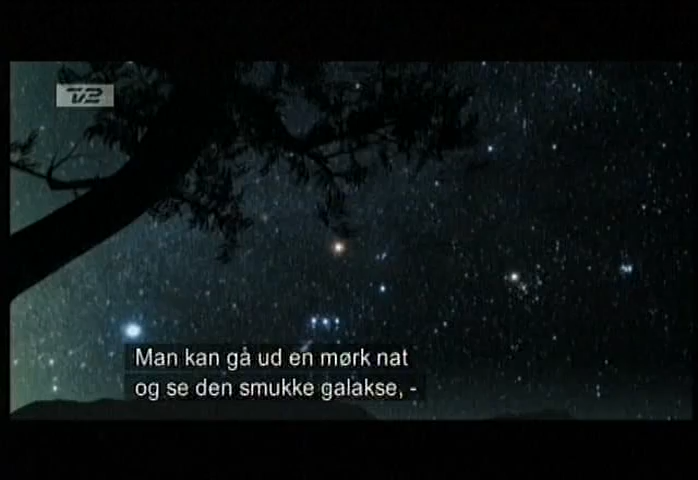 TV2
Man kan gå ud en mørk nat
og se den smukke galakse, -